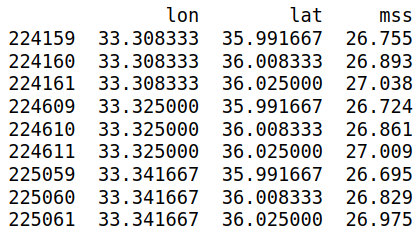 lon lat mss
224159 33.308333 35.991667 26.755
224160 33.308333 36.008333 26.893
224161 33.308333 36.025000 27.038
224609 33.325000 35.991667 26.724
224610 33.325000 36.008333 26.861
224611 33.325000 36.025000 27.009
225059 33.341667 35.991667 26.695
225060 33.341667 36.008333 26.829
225061 33.341667 36.025000 26.975